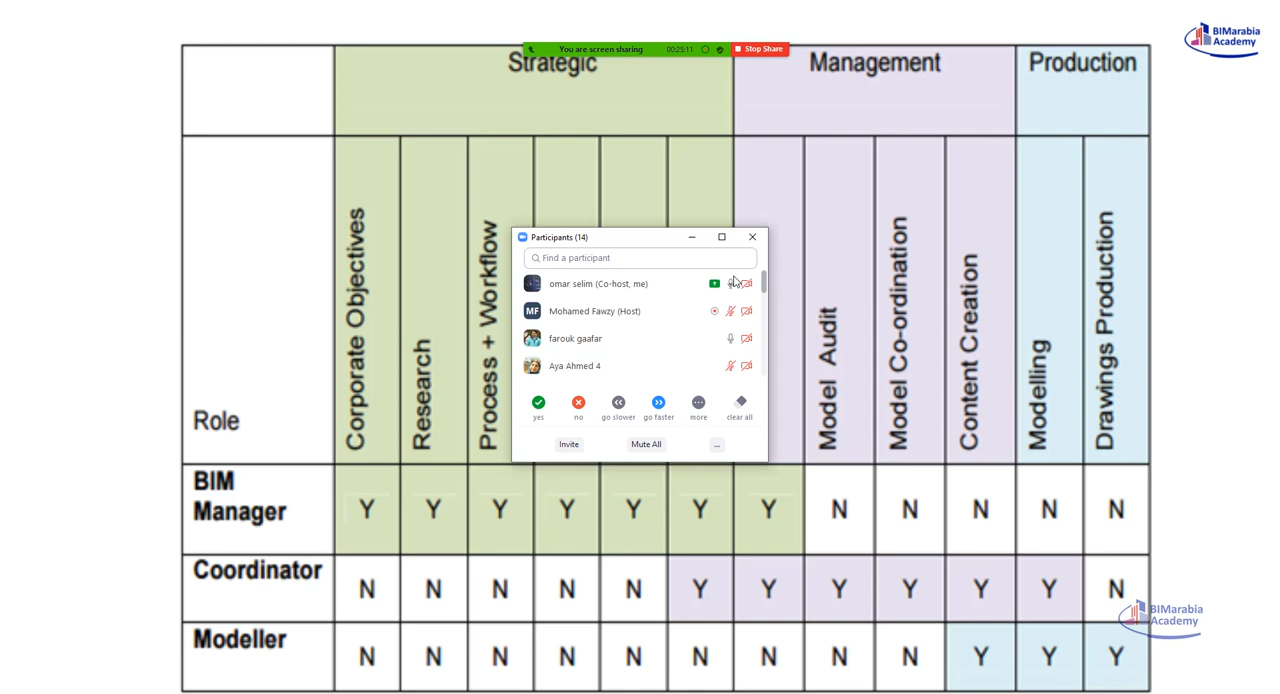 BIMarabia
Academy
You are screen sharing 00:25:11 Stop Share
Strategic Management Production
Role
Corporate Objectives
Research
Process + Workflow
Model Audit
Model Co-ordination
Content Creation
Modelling
Drawings Production
Participants (14)
Find a participant
omar selim (Co-host, me)
MF Mohamed Fawzy (Host)
farouk gaafar
Aya Ahmed 4
yes no go slower go faster more clear all
Invite Mute All ...
BIM
Manager Y Y Y Y Y Y Y N N N N N
Coordinator N N N N N Y Y Y Y Y Y N
BIMarabia
Academy
Modeller N N N N N N N N N Y Y Y